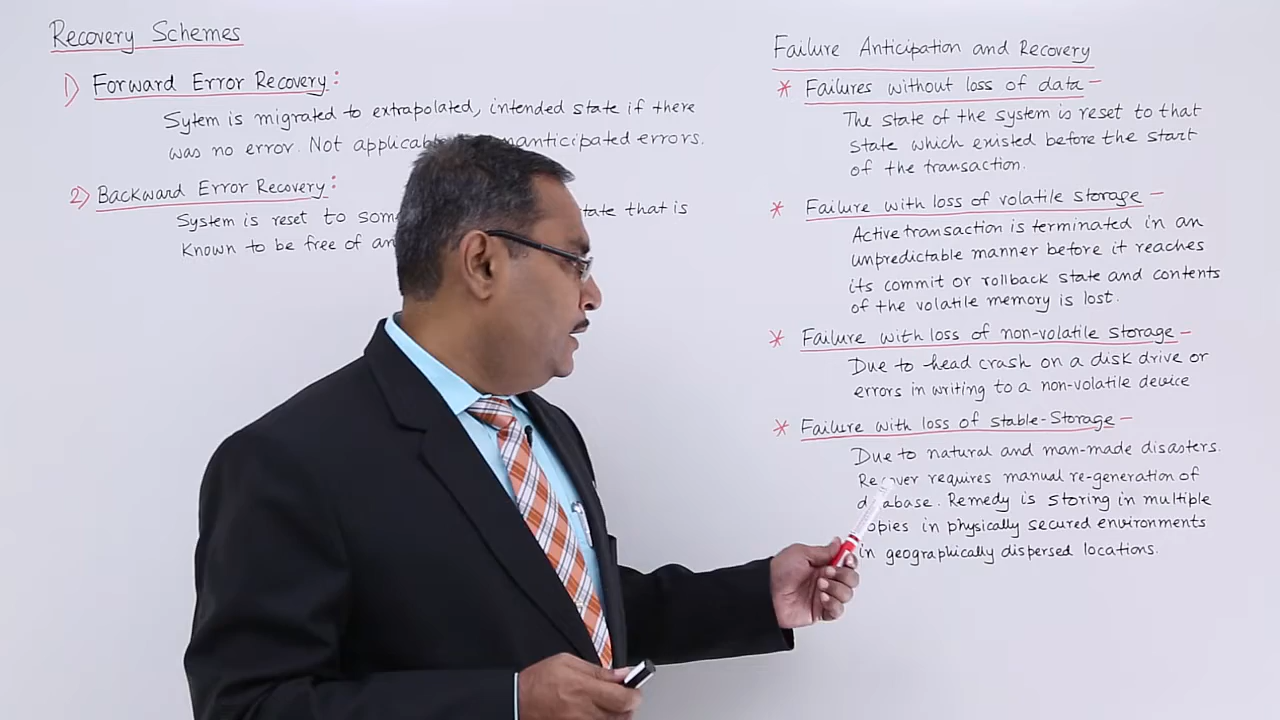 Recovery Schemes
1) Forward Error Recovery:
Sytem is migrated to extrapolated, intended state if there
was no error. Not applicable errors.
2) Backward Error Recovery:
System is reset to that is
known to be free of
Failure Anticipation and Recovery
* Failures without loss of data -
The state of the system is reset to that
state which existed before the start
of the transaction.
* Failure with loss of volatile storage -
Active transaction is terminated in an
unpredictable manner before it reaches
its commit or rollback state and contents
of the volatile memory is lost.
* Failure with loss of non-volatile storage -
Due to head crash on a disk drive or
errors in writing to a non-volatile device
* Failure with loss of stable-storage -
Due to natural and man-made disasters.
Recover requires manual re-generation of
database. Remedy is storing in multiple
copies in physically secured environments
in geographically dispersed locations.